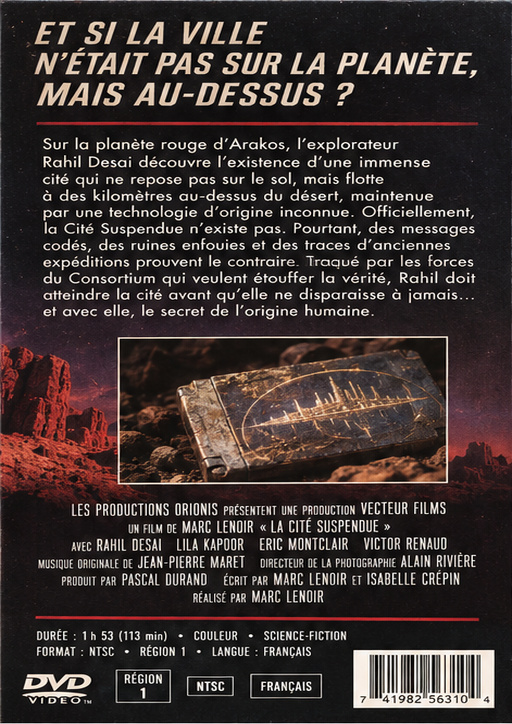 ET SI LA VILLE
N'ÉTAIT PAS SUR LA PLANÈTE,
MAIS AU-DESSUS ?
Sur la planète rouge d'Arakos, l'explorateur
Rahil Desai découvre l'existence d'une immense
cité qui ne repose pas sur le sol, mais flotte
à des kilomètres au-dessus du désert, maintenue
par une technologie d'origine inconnue. Officiellement,
la Cité Suspendue n'existe pas. Pourtant, des messages
codés, des ruines enfouies et des traces d'anciennes
expéditions prouvent le contraire. Traqué par les forces
du Consortium qui veulent étouffer la vérité, Rahil doit
atteindre la cité avant qu'elle ne disparaisse à jamais...
et avec elle, le secret de l'origine humaine.
LES PRODUCTIONS ORIONIS PRÉSENTENT UNE PRODUCTION VECTEUR FILMS
UN FILM DE MARC LENOIR « LA CITÉ SUSPENDUE »
AVEC RAHIL DESAI LILA KAPOOR ERIC MONTCLAIR VICTOR RENAUD
MUSIQUE ORIGINALE DE JEAN-PIERRE MARET DIRECTEUR DE LA PHOTOGRAPHIE ALAIN RIVIÈRE
PRODUIT PAR PASCAL DURAND ÉCRIT PAR MARC LENOIR ET ISABELLE CRÉPIN
RÉALISÉ PAR MARC LENOIR
DURÉE : 1 h 53 (113 min) • COULEUR • SCIENCE-FICTION
FORMAT : NTSC • RÉGION 1 • LANGUE : FRANÇAIS
DVD
VIDEO™
RÉGION
1
NTSC
FRANÇAIS
7 41982 56310 4